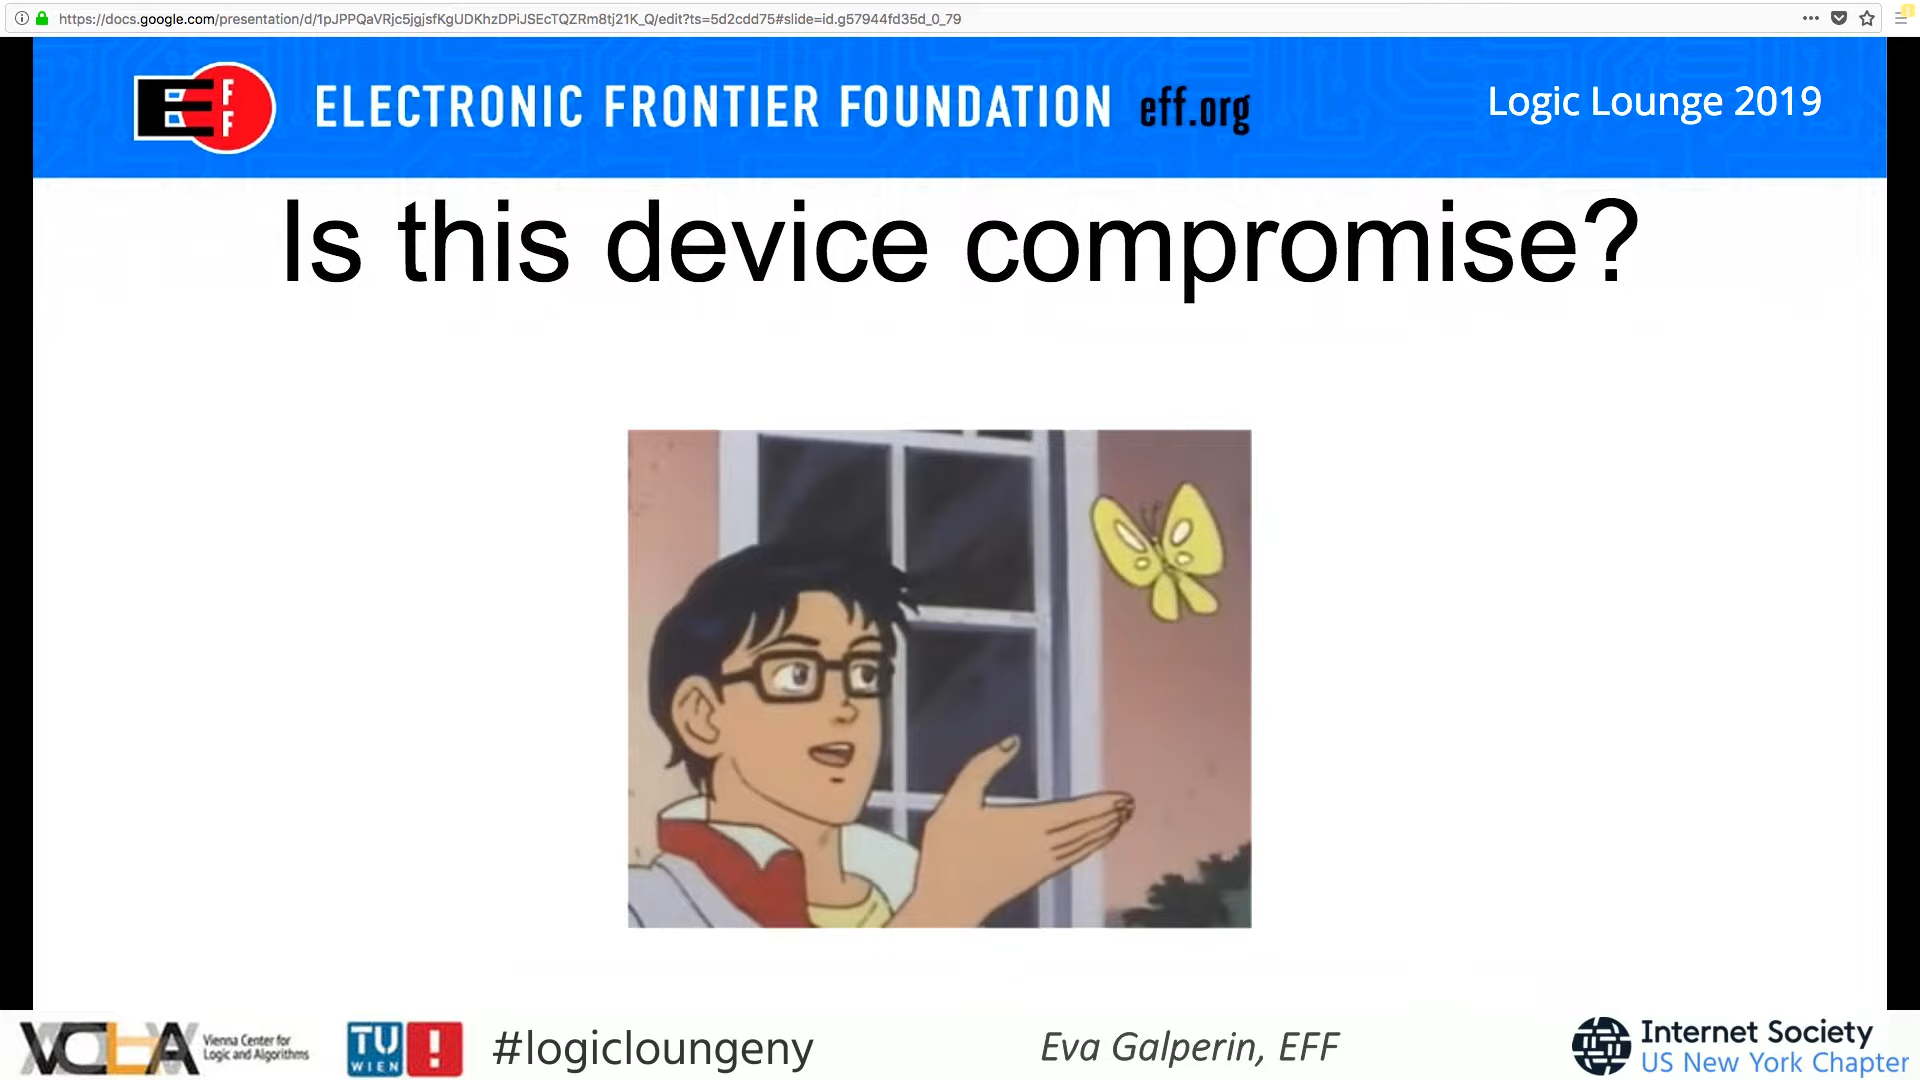 https://docs.google.com/presentation/d/1pJPPQaVRjc5jgjsfKgUDKhzDPiJSEcTQZRm8tj21K_Q/edit?ts=5d2cdd75#slide=id.g57944fd35d_0_79
EFF
ELECTRONIC FRONTIER FOUNDATION eff.org
Logic Lounge 2019
Is this device compromise?
VCLA
Vienna Center for
Logic and Algorithms
TU
WIEN
!
#logicloungeny
Eva Galperin, EFF
Internet Society
US New York Chapter